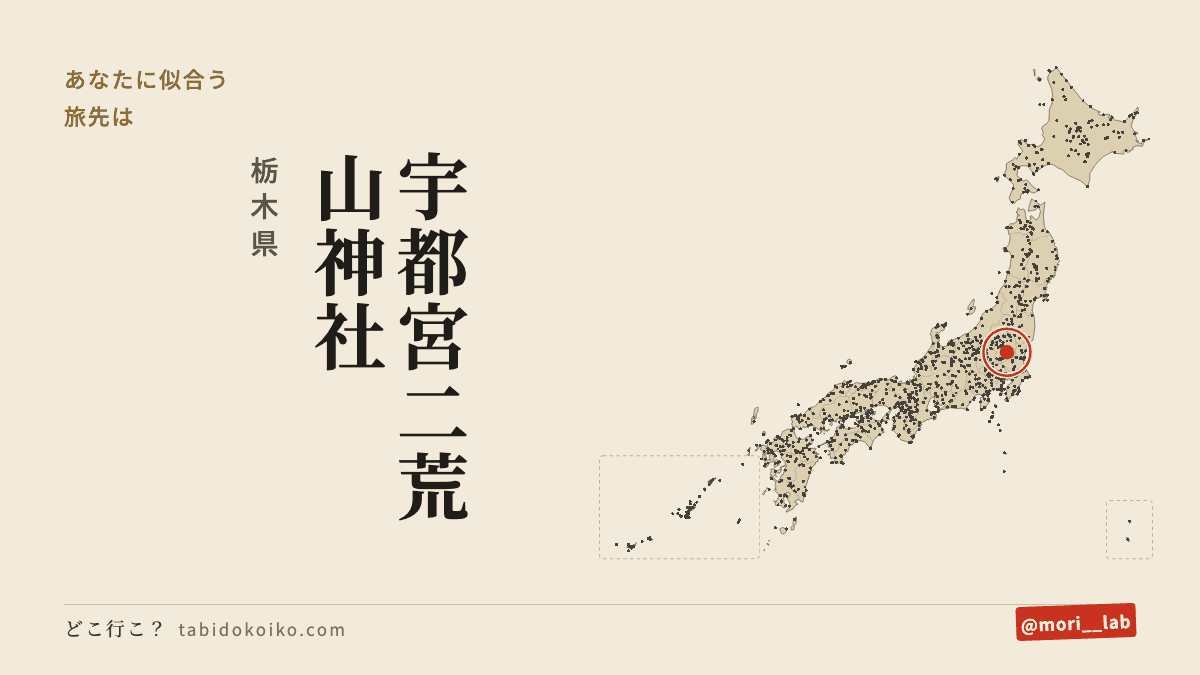 あなたに似合う
旅先は
宇都宮二荒
山神社
栃木県
どこ行こ？ tabidokoiko.com
@mori__lab